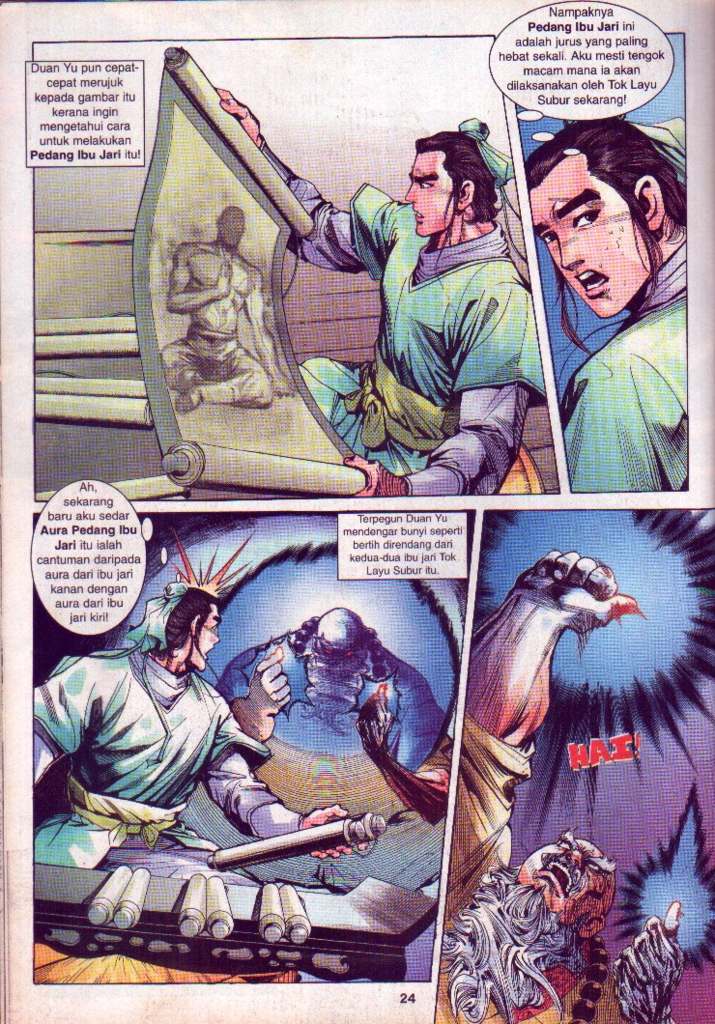 Duan Yu pun cepat-
cepat merujuk
kepada gambar itu
kerana ingin
mengetahui cara
untuk melakukan
Pedang Ibu Jari itu!
Nampaknya
Pedang Ibu Jari ini
adalah jurus yang paling
hebat sekali. Aku mesti tengok
macam mana ia akan
dilaksanakan oleh Tok Layu
Subur sekarang!
Ah,
sekarang
baru aku sedar
Aura Pedang Ibu
Jari itu ialah
cantuman daripada
aura dari ibu jari
kanan dengan
aura dari ibu
jari kiri!
Terpegun Duan Yu
mendengar bunyi seperti
bertih direndang dari
kedua-dua ibu jari Tok
Layu Subur itu.
HAI!
24